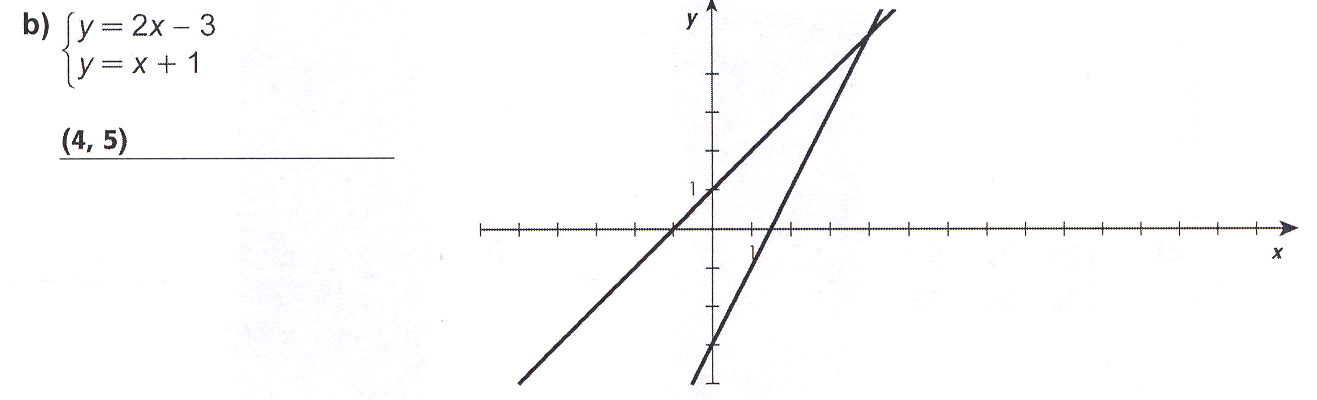 b) y = 2x – 3
y = x + 1
(4, 5)
y
1
1
x